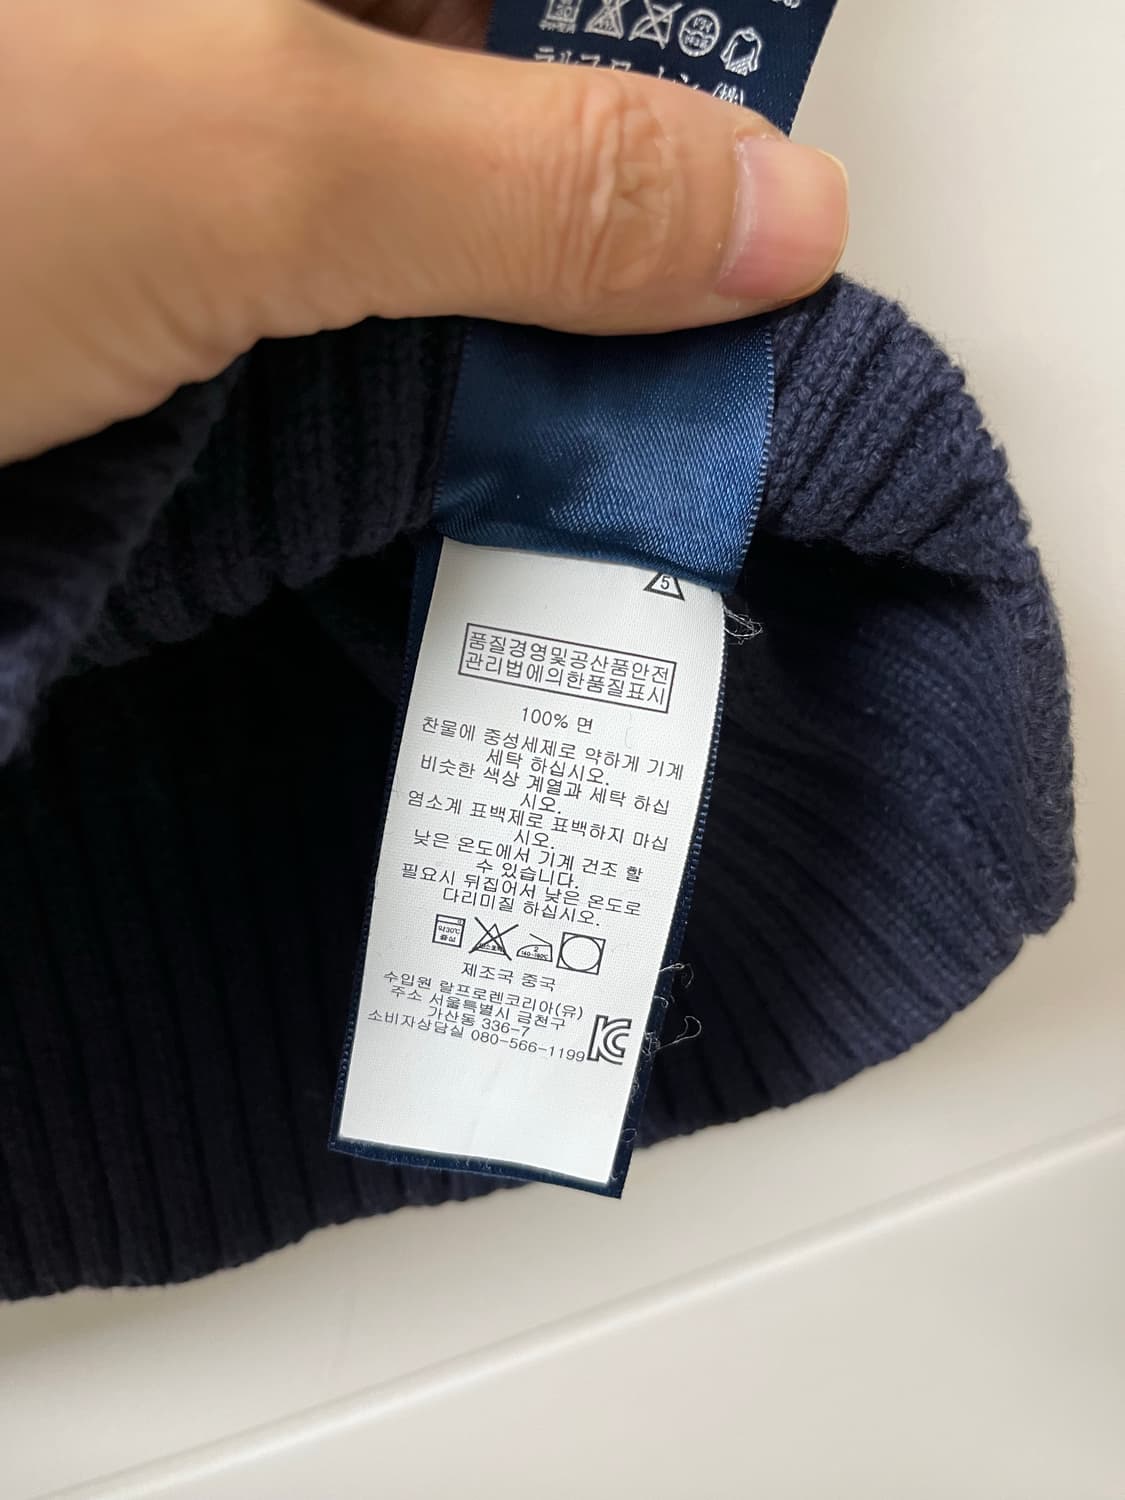 5
품질경영및공산품안전
관리법에의한품질표시
100% 면
찬물에 중성세제로 약하게 기계
세탁 하십시오.
비슷한 색상 계열과 세탁 하십
시오.
염소계 표백제로 표백하지 마십
시오.
낮은 온도에서 기계 건조 할
수 있습니다.
필요시 뒤집어서 낮은 온도로
다리미질 하십시오.
약30℃
중성
140-160℃
제조국 중국
수입원 랄프로렌코리아(유)
주소 서울특별시 금천구
가산동 336-7
소비자상담실 080-566-1199